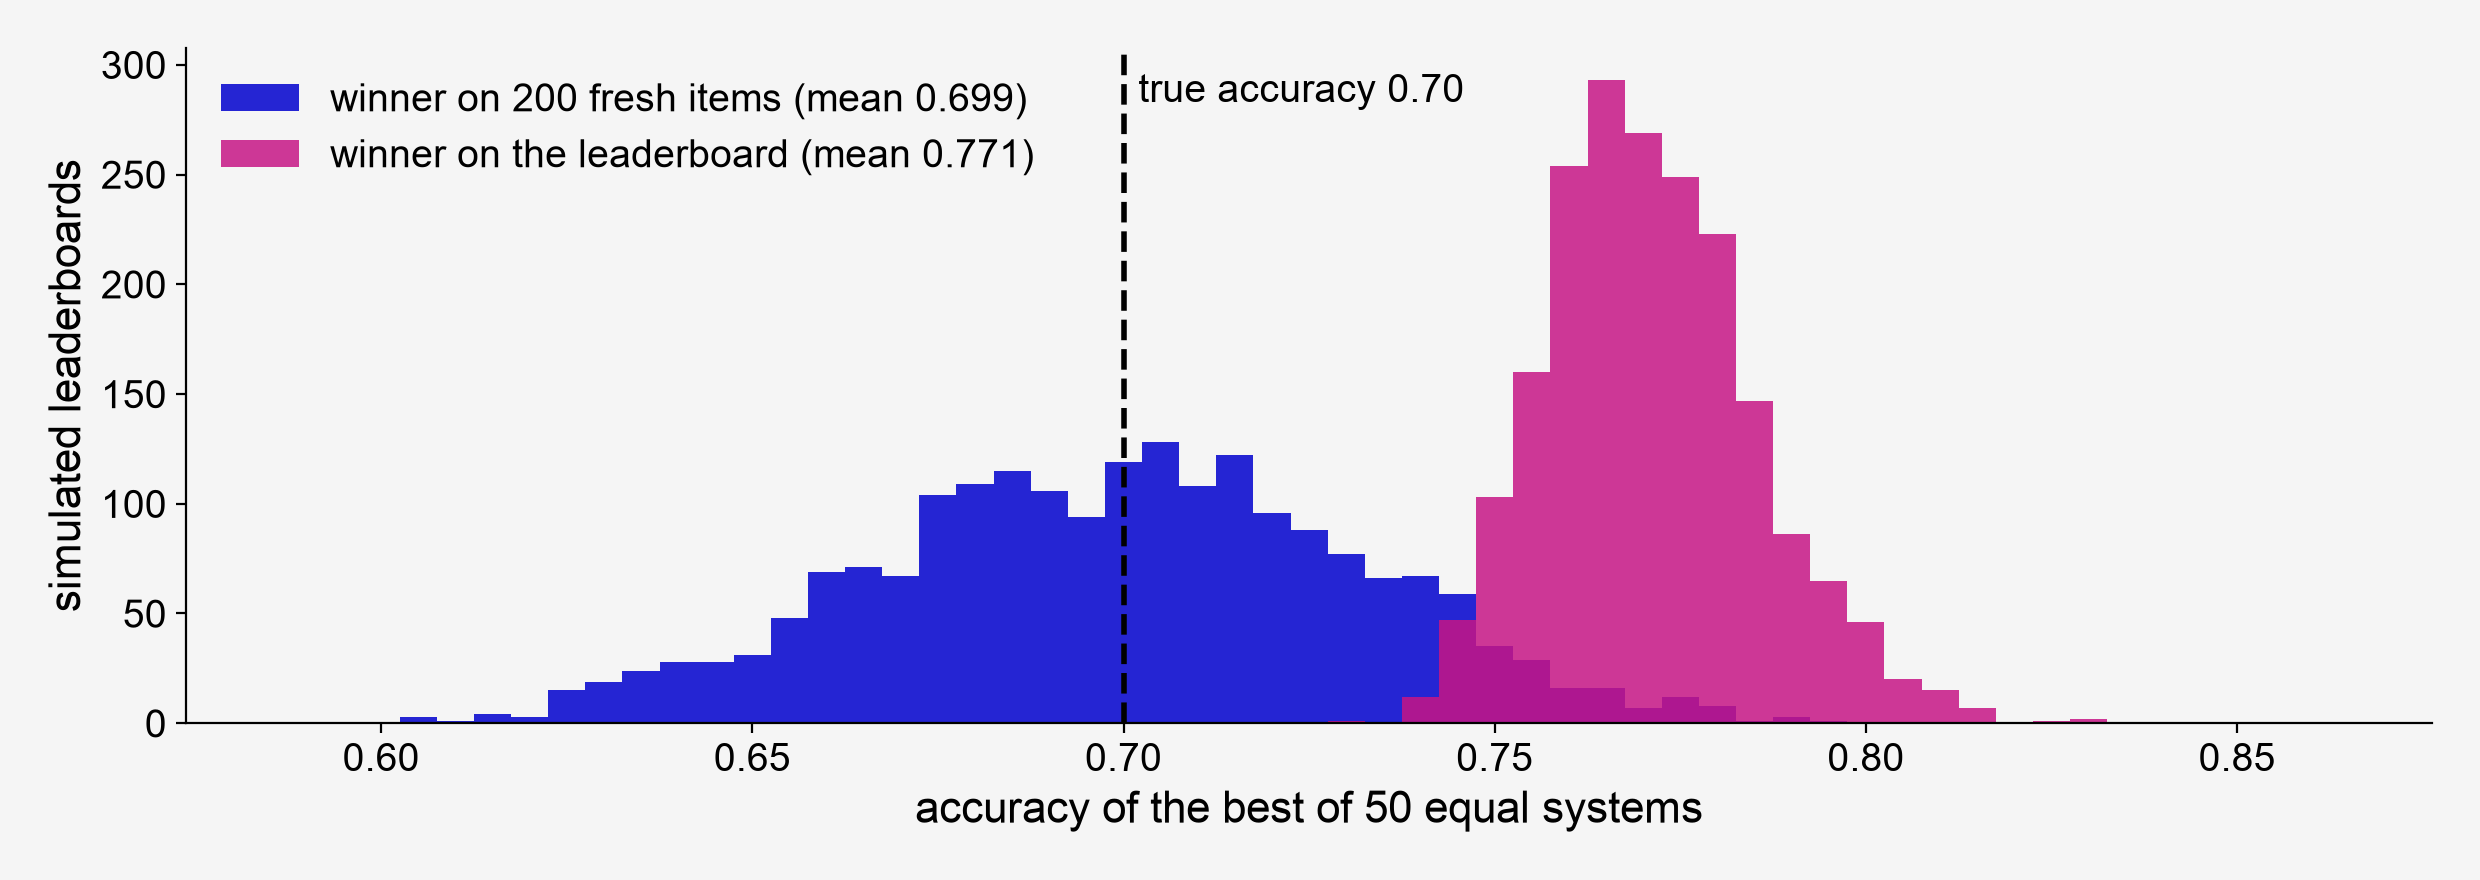 winner on 200 fresh items (mean 0.699)
winner on the leaderboard (mean 0.771)
true accuracy 0.70
simulated leaderboards
300
250
200
150
100
50
0
0.60
0.65
0.70
0.75
0.80
0.85
accuracy of the best of 50 equal systems